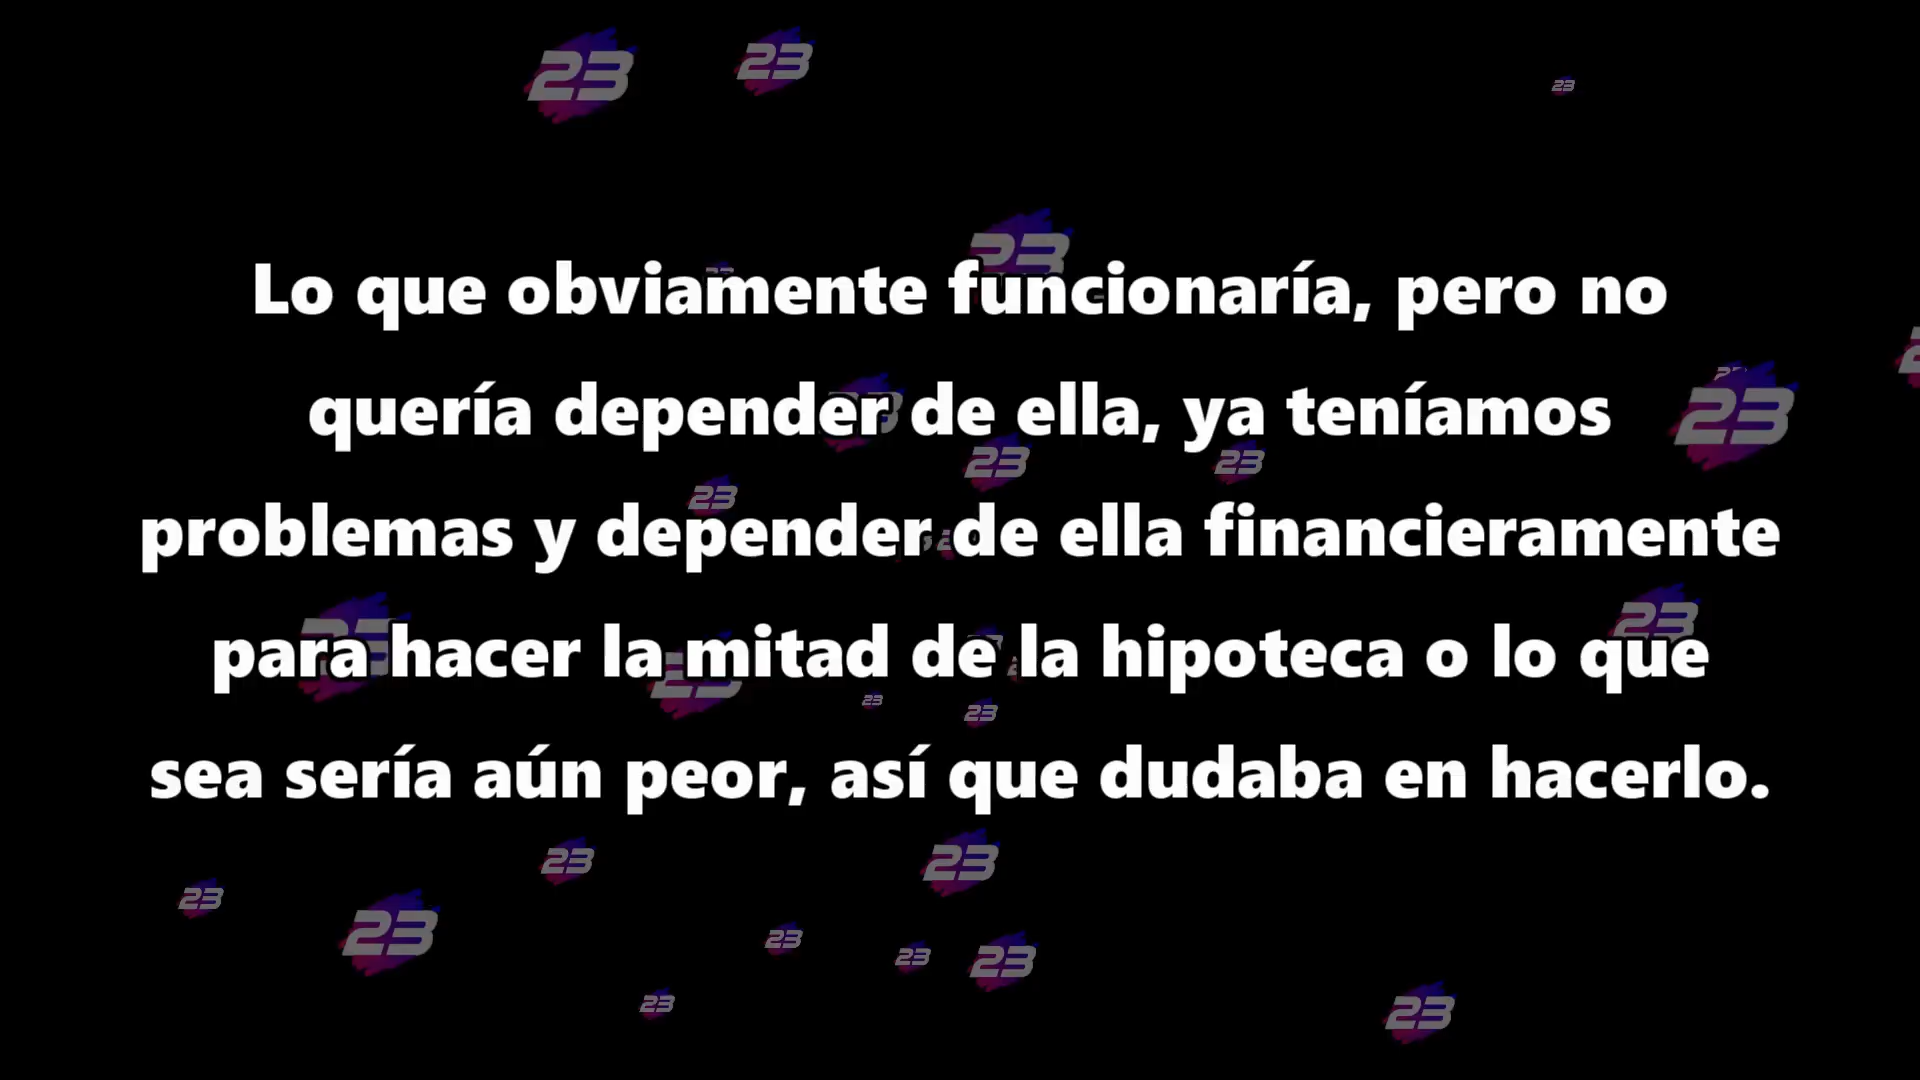 Lo que obviamente funcionaría, pero no
quería depender de ella, ya teníamos
problemas y depender de ella financieramente
para hacer la mitad de la hipoteca o lo que
sea sería aún peor, así que dudaba en hacerlo.